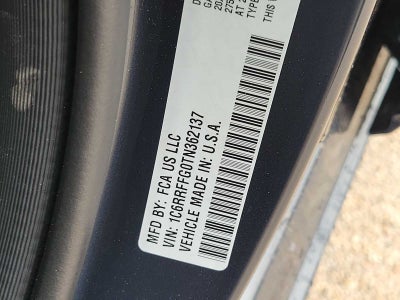 MFD BY: FCA US LLC
VIN: 1C6RRFFG0TN362137
VEHICLE MADE IN: U.S.A.